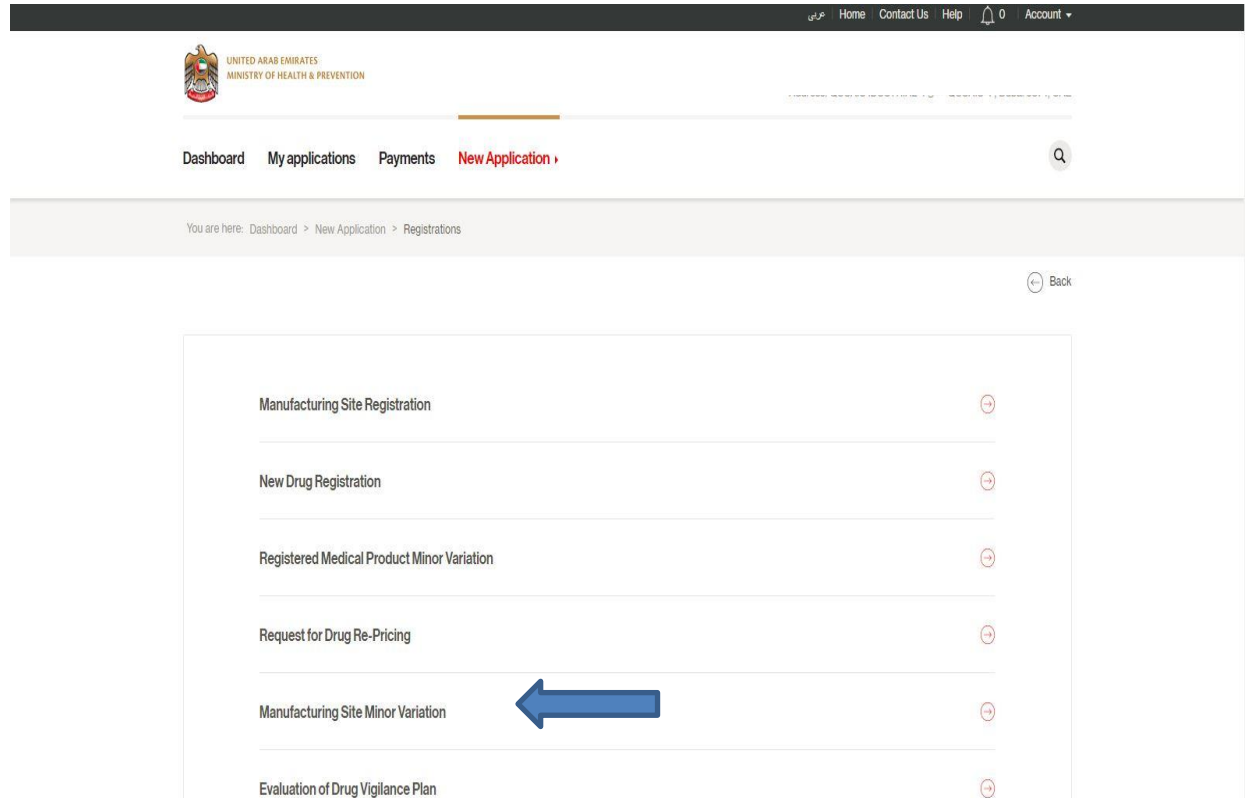 عربى Home Contact Us Help 0 Account
UNITED ARAB EMIRATES
MINISTRY OF HEALTH & PREVENTION
Dashboard My applications Payments New Application
You are here: Dashboard > New Application > Registrations
Back
Manufacturing Site Registration
New Drug Registration
Registered Medical Product Minor Variation
Request for Drug Re-Pricing
Manufacturing Site Minor Variation
Evaluation of Drug Vigilance Plan